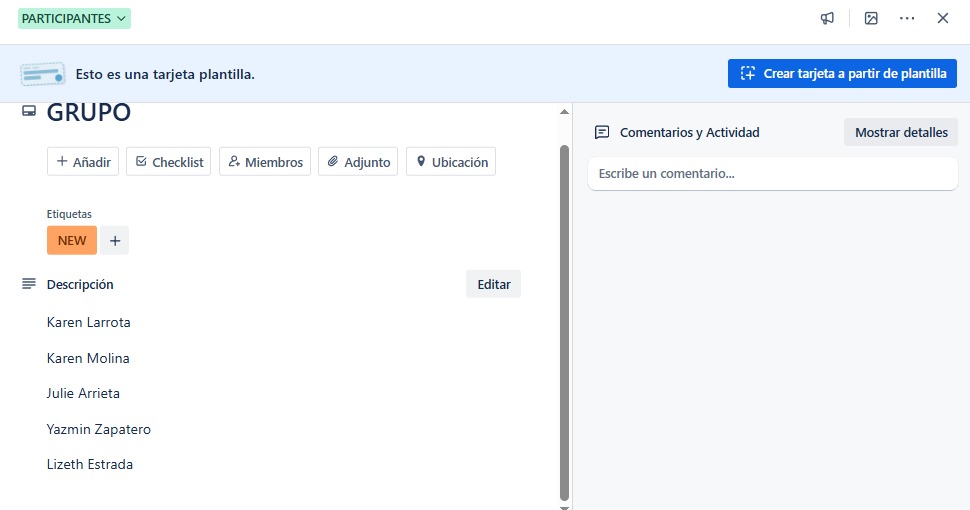 PARTICIPANTES
Esto es una tarjeta plantilla.
Crear tarjeta a partir de plantilla
GRUPO
Añadir
Checklist
Miembros
Adjunto
Ubicación
Etiquetas
NEW
Descripción
Editar
Karen Larrota
Karen Molina
Julie Arrieta
Yazmin Zapatero
Lizeth Estrada
Comentarios y Actividad
Mostrar detalles
Escribe un comentario...